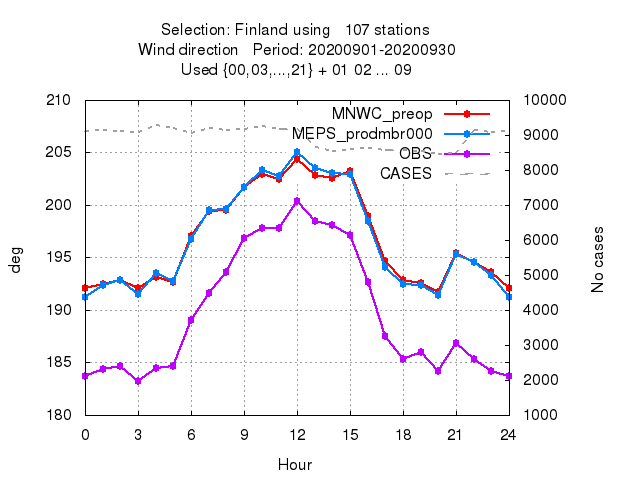 Selection: Finland using 107 stations
Wind direction Period: 20200901-20200930
Used {00,03,...,21} + 01 02 ... 09
210 10000
MNWC_preop
MEPS_prodmbr000 9000
205 OBS
CASES 8000
200 7000
6000
195 5000
190 4000
3000
185 2000
180 1000
deg
No cases
0 3 6 9 12 15 18 21 24
Hour